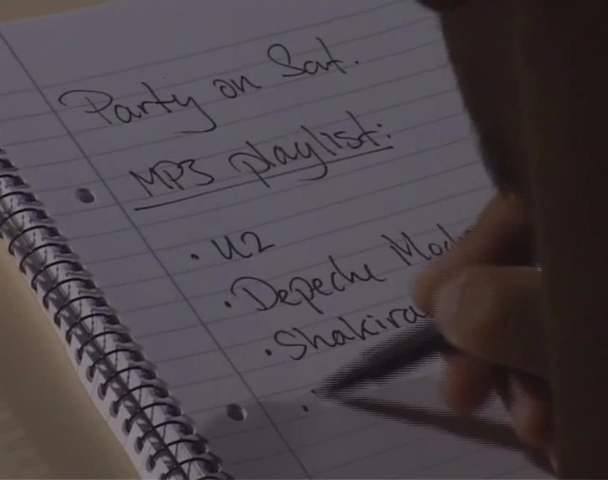 Party on Sat.
MP3 playlist:
• U2
• Depeche Mod
• Shakira
•